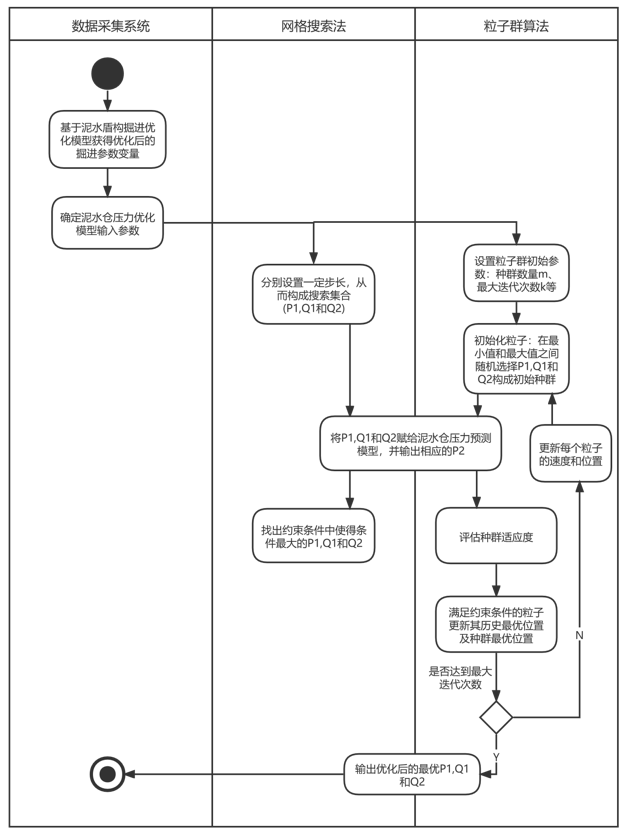 数据采集系统
网格搜索法
粒子群算法
基于泥水盾构掘进优
化模型获得优化后的
掘进参数变量
确定泥水仓压力优化
模型输入参数
分别设置一定步长，从
而构成搜索集合
(P1,Q1和Q2)
设置粒子群初始参
数：种群数量m、
最大迭代次数k等
初始化粒子：在最
小值和最大值之间
随机选择P1,Q1和
Q2构成初始种群
将P1,Q1和Q2赋给泥水仓压力预测
模型，并输出相应的P2
更新每个粒子
的速度和位置
找出约束条件中使得条
件最大的P1,Q1和Q2
评估种群适应度
满足约束条件的粒子
更新其历史最优位置
及种群最优位置
N
是否达到最大
迭代次数
Y
输出优化后的最优P1,Q1
和Q2